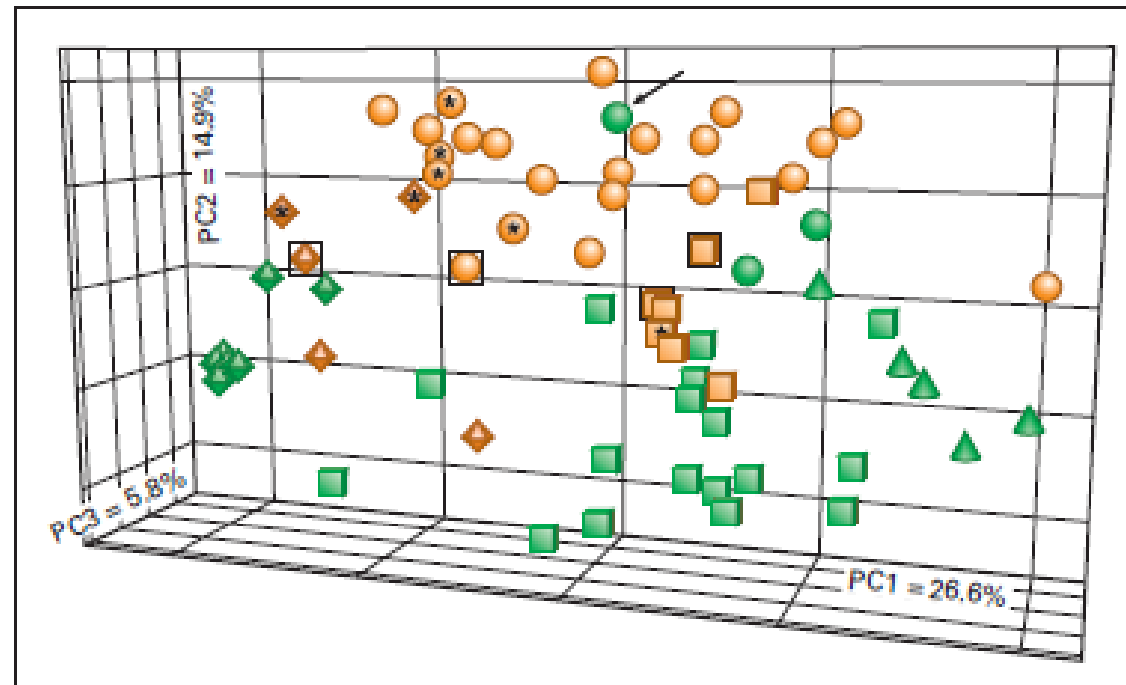 PC2 = 14.9%
PC3 = 5.8%
PC1 = 26.6%